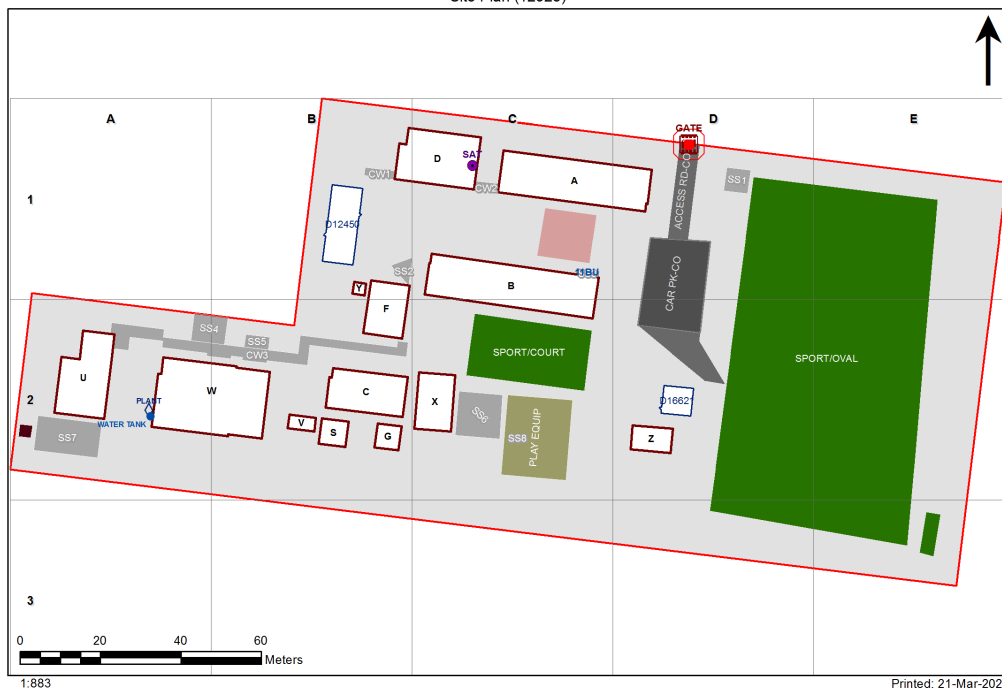 A B C D E
GATE
D
SAT
A
CW1
CW2
ACCESS RD-CO
SS1
1
D12450
SS2
B
CAR PK-CO
Y
F
SS4
SS5
CW3
SPORT/COURT
SPORT/OVAL
U
W
C
X
2
PLANT
WATER TANK
V
S
G
SS6
SS8
PLAY EQUIP
D16621
Z
SS7
3
0 20 40 60
Meters
1:883